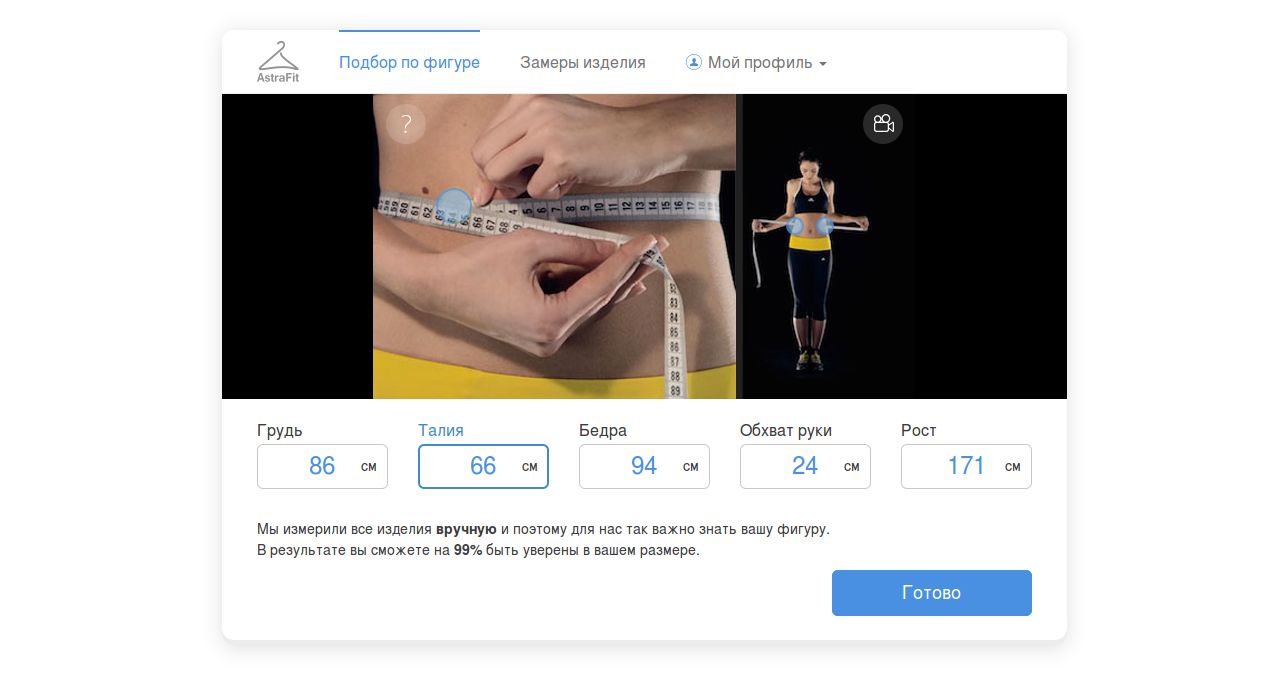 AstraFit
Подбор по фигуре
Замеры изделия
Мой профиль
?
Грудь
Талия
Бедра
Обхват руки
Рост
86 см
66 см
94 см
24 см
171 см
Мы измерили все изделия вручную и поэтому для нас так важно знать вашу фигуру.
В результате вы сможете на 99% быть уверены в вашем размере.
Готово